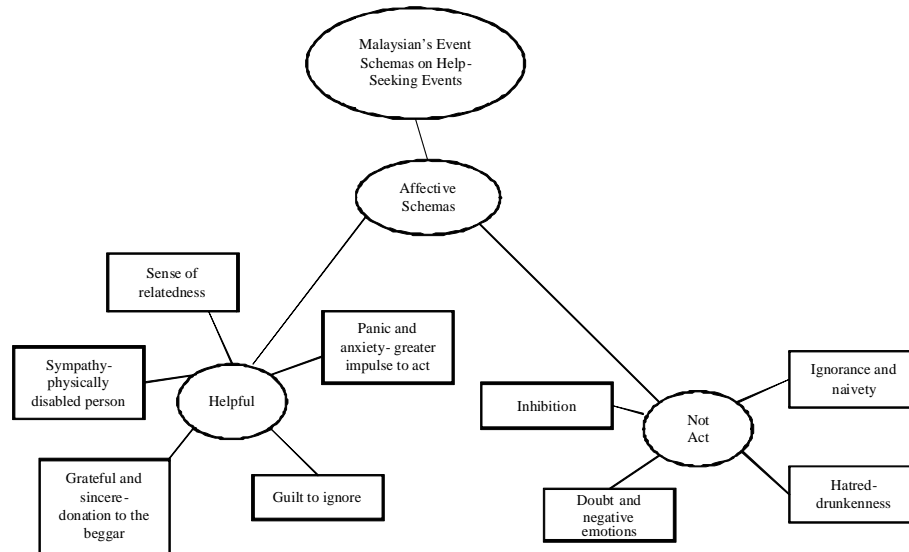 Malaysian's Event
Schemas on Help-
Seeking Events
Affective
Schemas
Sense of
relatedness
Panic and
anxiety- greater
impulse to act
Sympathy-
physically
disabled person
Helpful
Grateful and
sincere-
donation to the
beggar
Guilt to ignore
Inhibition
Ignorance and
naivety
Not
Act
Doubt and
negative
emotions
Hatred-
drunkenness